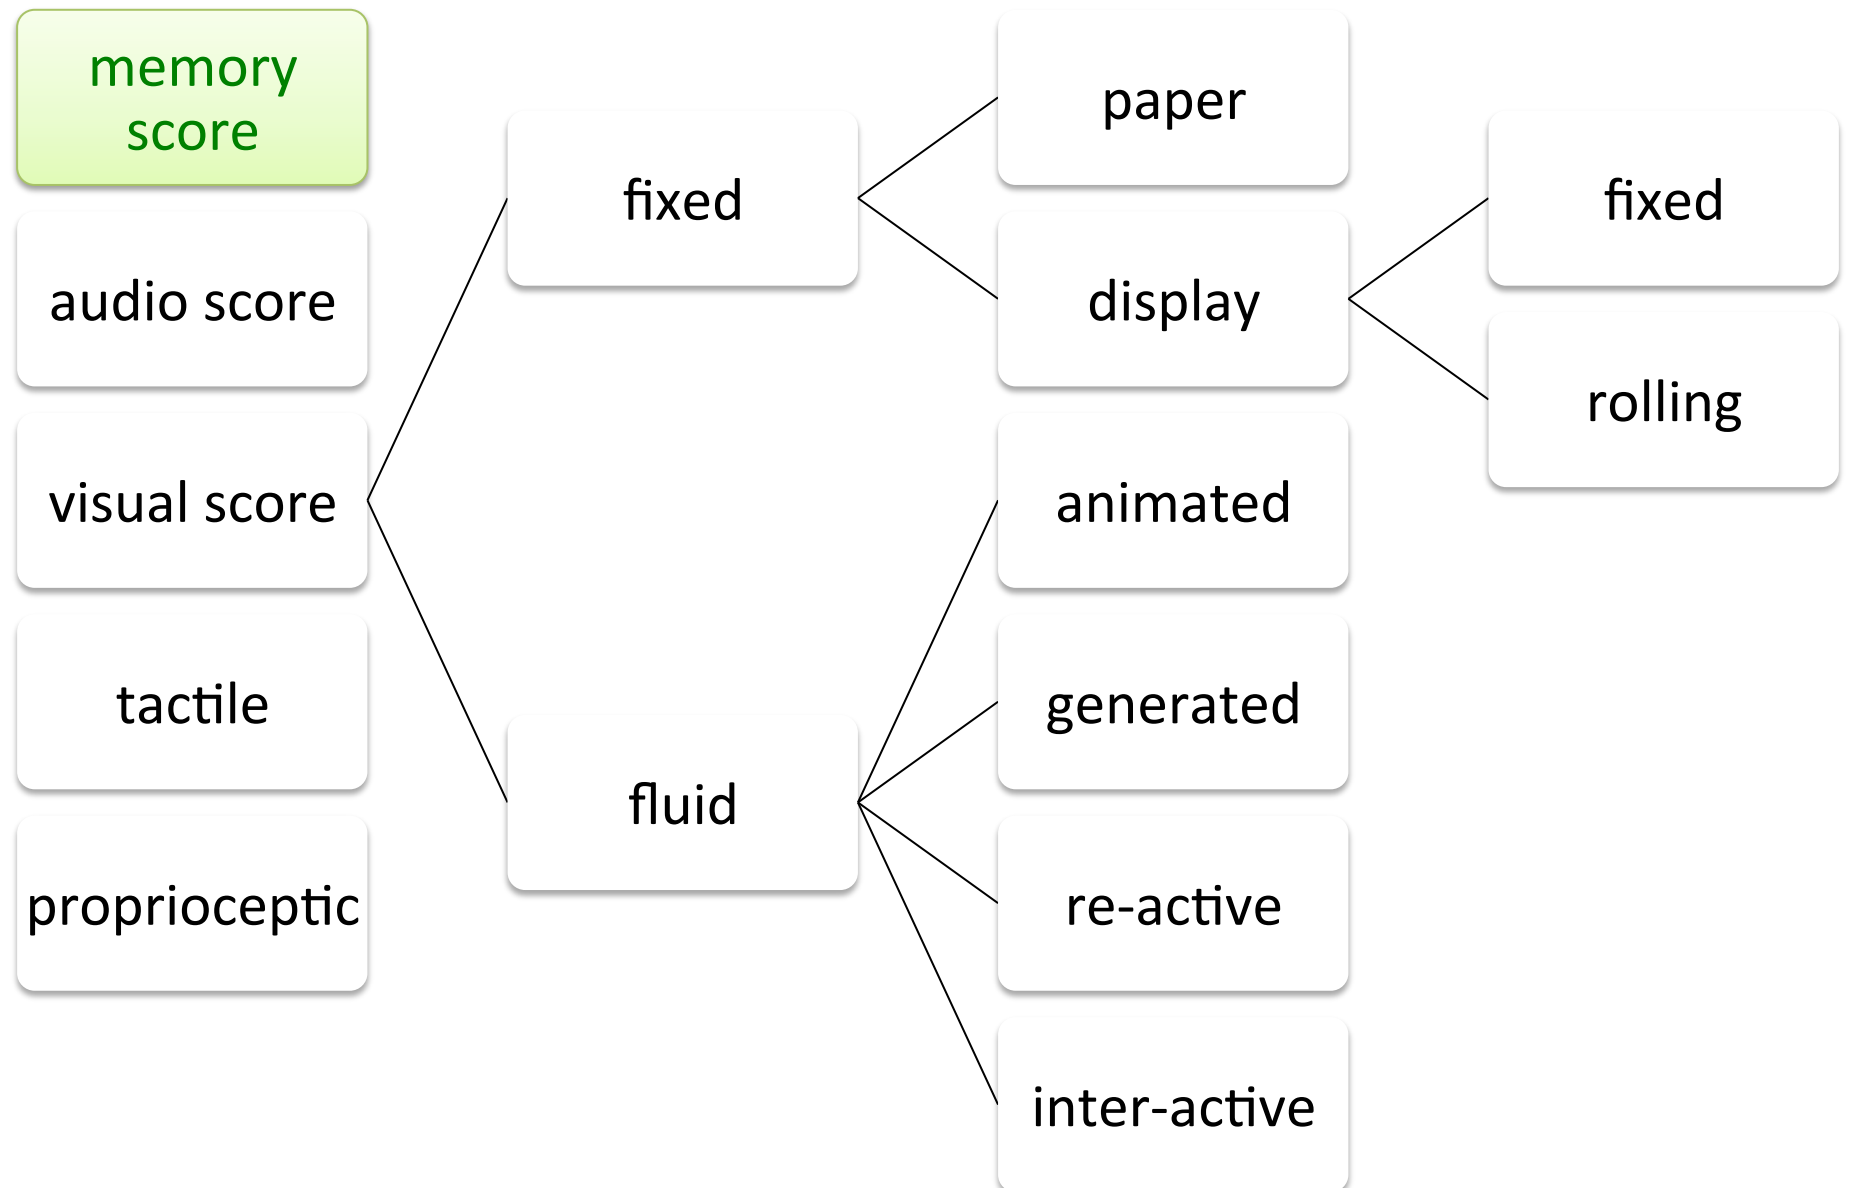 memory
score
audio score
visual score
tactile
proprioceptic
fixed
fluid
paper
display
animated
generated
re-active
inter-active
fixed
rolling